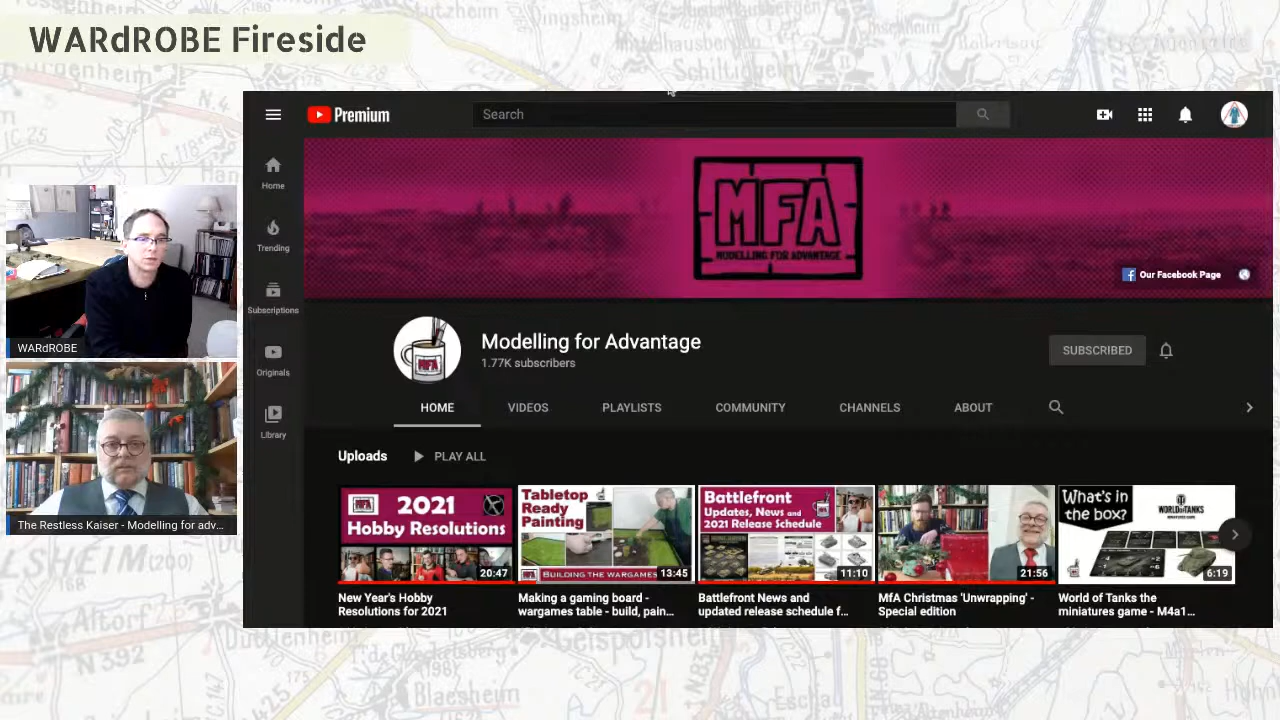 WARdROBE Fireside
Premium
Search
Home
Trending
Subscriptions
Originals
Library
MFA
MODELLING FOR ADVANTAGE
Our Facebook Page
Modelling for Advantage
1.77K subscribers
SUBSCRIBED
HOME
VIDEOS
PLAYLISTS
COMMUNITY
CHANNELS
ABOUT
Uploads
PLAY ALL
2021
Hobby Resolutions
20:47
New Year's Hobby
Resolutions for 2021
Tabletop
Ready
Painting
BUILDING THE WARGAMES
13:45
Making a gaming board -
wargames table - build, pain...
Battlefront
Updates, News and
2021 Release Schedule
11:10
Battlefront News and
updated release schedule f...
21:56
MfA Christmas 'Unwrapping' -
Special edition
What's in
the box?
WORLD OF TANKS
6:19
World of Tanks the
miniatures game - M4a1...
WARdROBE
The Restless Kaiser - Modelling for adv...
N.4
N 392
Blaesheim
Geispolsheim
Schiltigheim